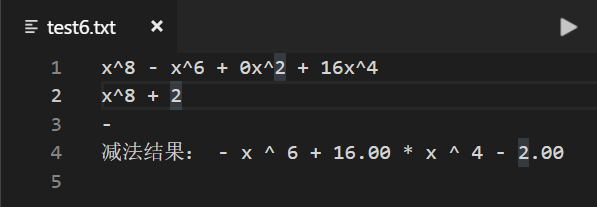 test6.txt
1 x^8 - x^6 + 0x^2 + 16x^4
2 x^8 + 2
3 -
4 减法结果： - x ^ 6 + 16.00 * x ^ 4 - 2.00
5